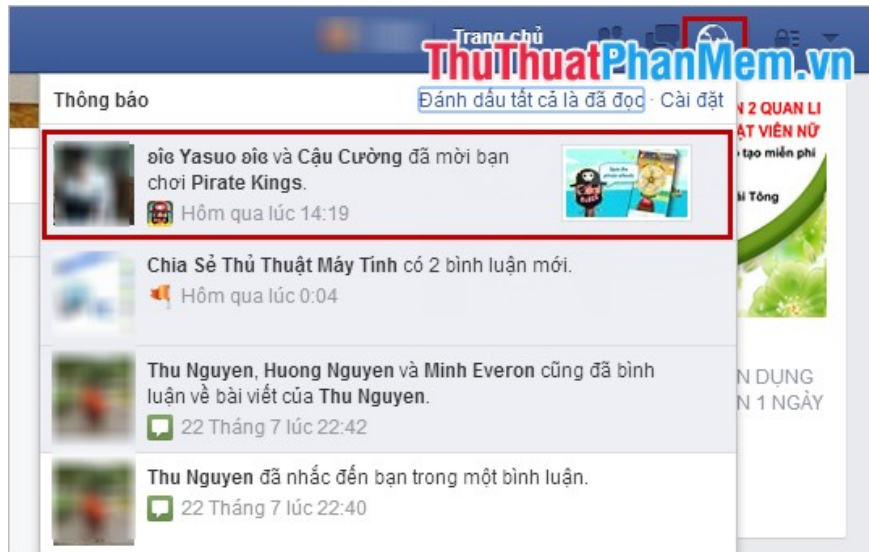 Trang chủ
ThuThuatPhanMem.vn
Thông báo
Đánh dấu tất cả là đã đọc · Cài đặt
N 2 QUAN LI
ẬT VIÊN NỮ
tạo miễn phí
ʚiɞ Yasuo ʚiɞ và Cậu Cường đã mời bạn
chơi Pirate Kings.
Hôm qua lúc 14:19
ài Tông
Chia Sẻ Thủ Thuật Máy Tính có 2 bình luận mới.
Hôm qua lúc 0:04
Thu Nguyen, Huong Nguyen và Minh Everon cũng đã bình
luận về bài viết của Thu Nguyen.
22 Tháng 7 lúc 22:42
N DỤNG
N 1 NGÀY
Thu Nguyen đã nhắc đến bạn trong một bình luận.
22 Tháng 7 lúc 22:40